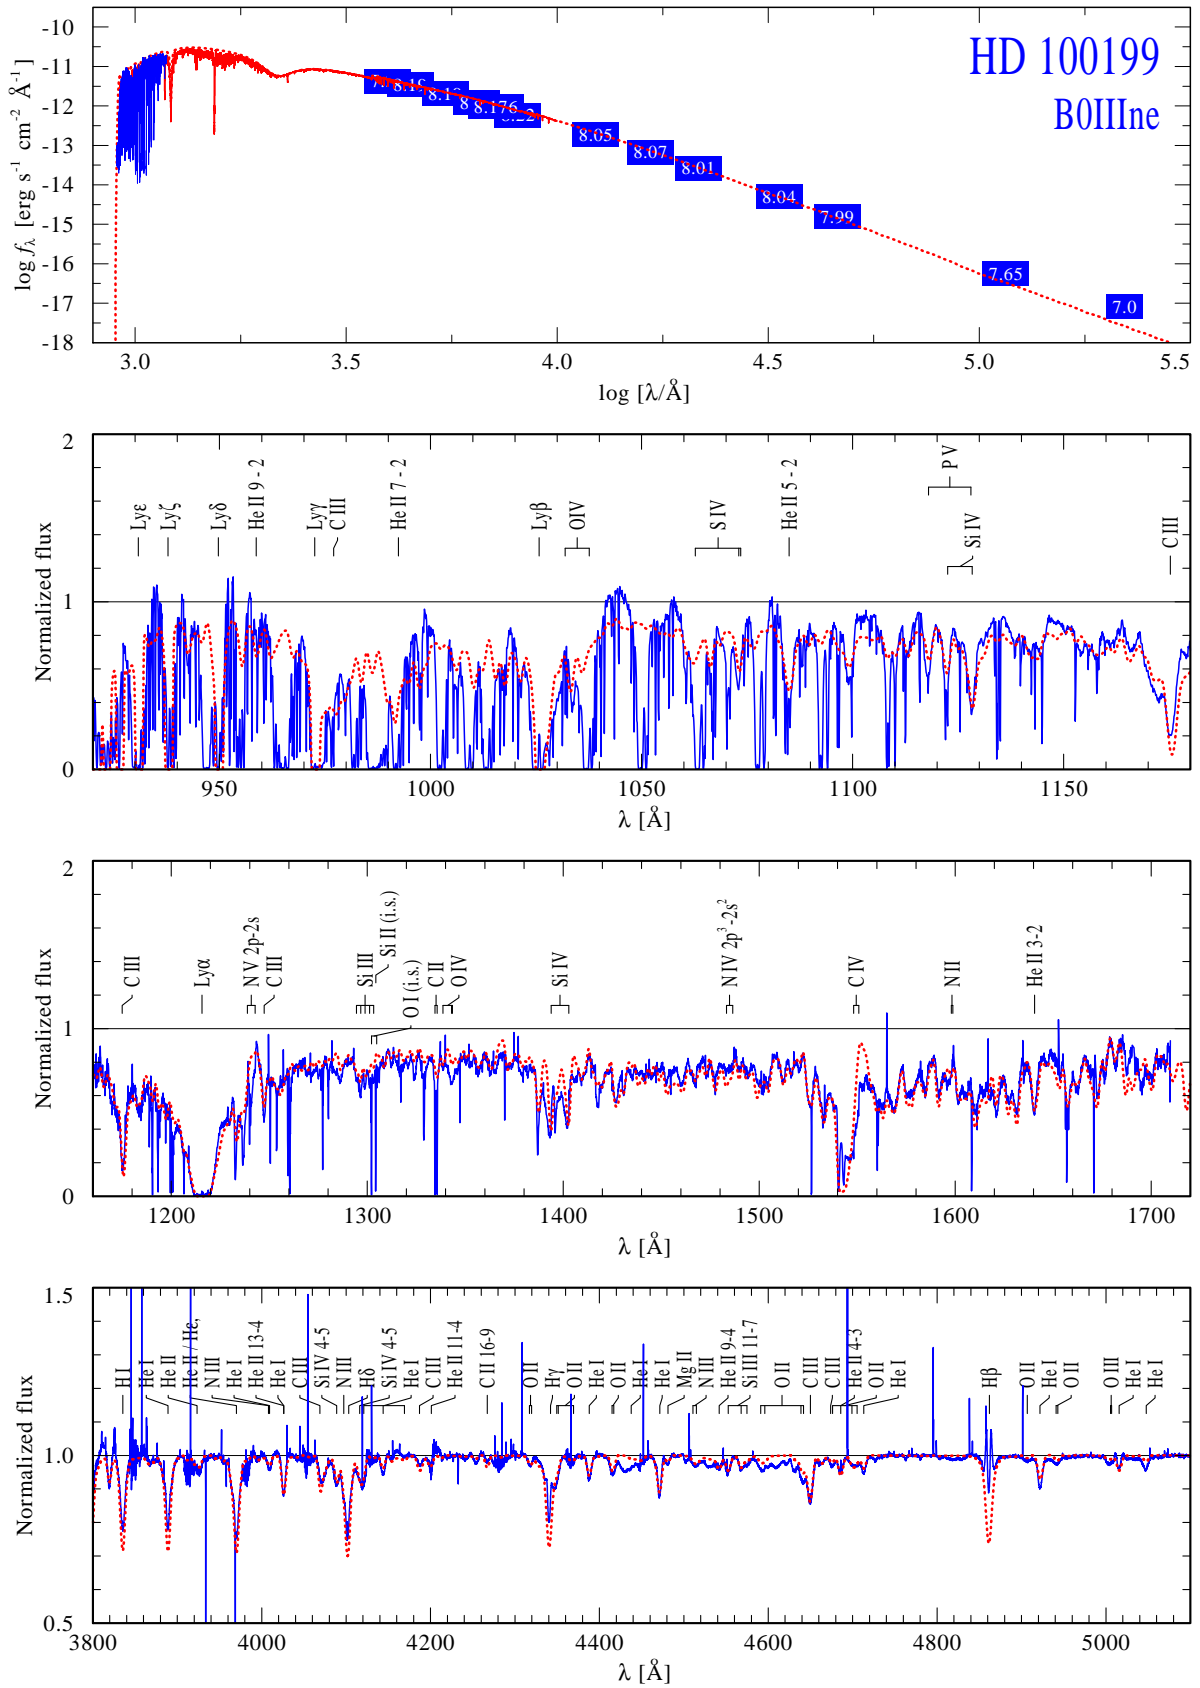 HD 100199
B0IIIne
log fλ [erg s⁻¹ cm⁻² Å⁻¹]
-10
-11
-12
-13
-14
-15
-16
-17
-18
8.05
8.07
8.01
8.04
7.99
7.65
7.0
3.0 3.5 4.0 4.5 5.0 5.5
log [λ/Å]
Normalized flux
2
1
0
Lyε
Lyζ
Lyδ
He II 9 - 2
Lyγ
C III
He II 7 - 2
Lyβ
OIV
S IV
He II 5 - 2
P V
Si IV
C III
950 1000 1050 1100 1150
λ [Å]
Normalized flux
2
1
0
C III
Lyα
N V 2p-2s
C III
Si III
Si II (i.s.)
O I (i.s.)
C II
O IV
Si IV
N IV 2p³-2s²
C IV
N II
He II 3-2
1200 1300 1400 1500 1600 1700
λ [Å]
Normalized flux
1.5
1.0
0.5
H I
He I
He II
He II / Hε,
N III
He I
He II 13-4
He I
C III
Si IV 4-5
N III
Hδ
Si IV 4-5
He I
C III
He II 11-4
C II 16-9
O II
Hγ
O II
He I
O II
He I
Mg II
N III
He II 9-4
Si III 11-7
O II
C III
C III
He II 4-3
O II
He I
Hβ
O II
He I
O II
O III
He I
He I
3800 4000 4200 4400 4600 4800 5000
λ [Å]